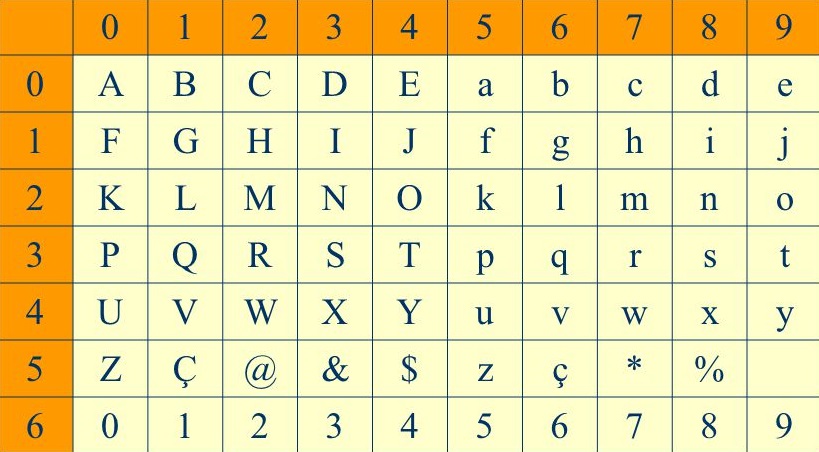 0 1 2 3 4 5 6 7 8 9
0 A B C D E a b c d e
1 F G H I J f g h i j
2 K L M N O k l m n o
3 P Q R S T p q r s t
4 U V W X Y u v w x y
5 Z Ç @ & $ z ç * %
6 0 1 2 3 4 5 6 7 8 9